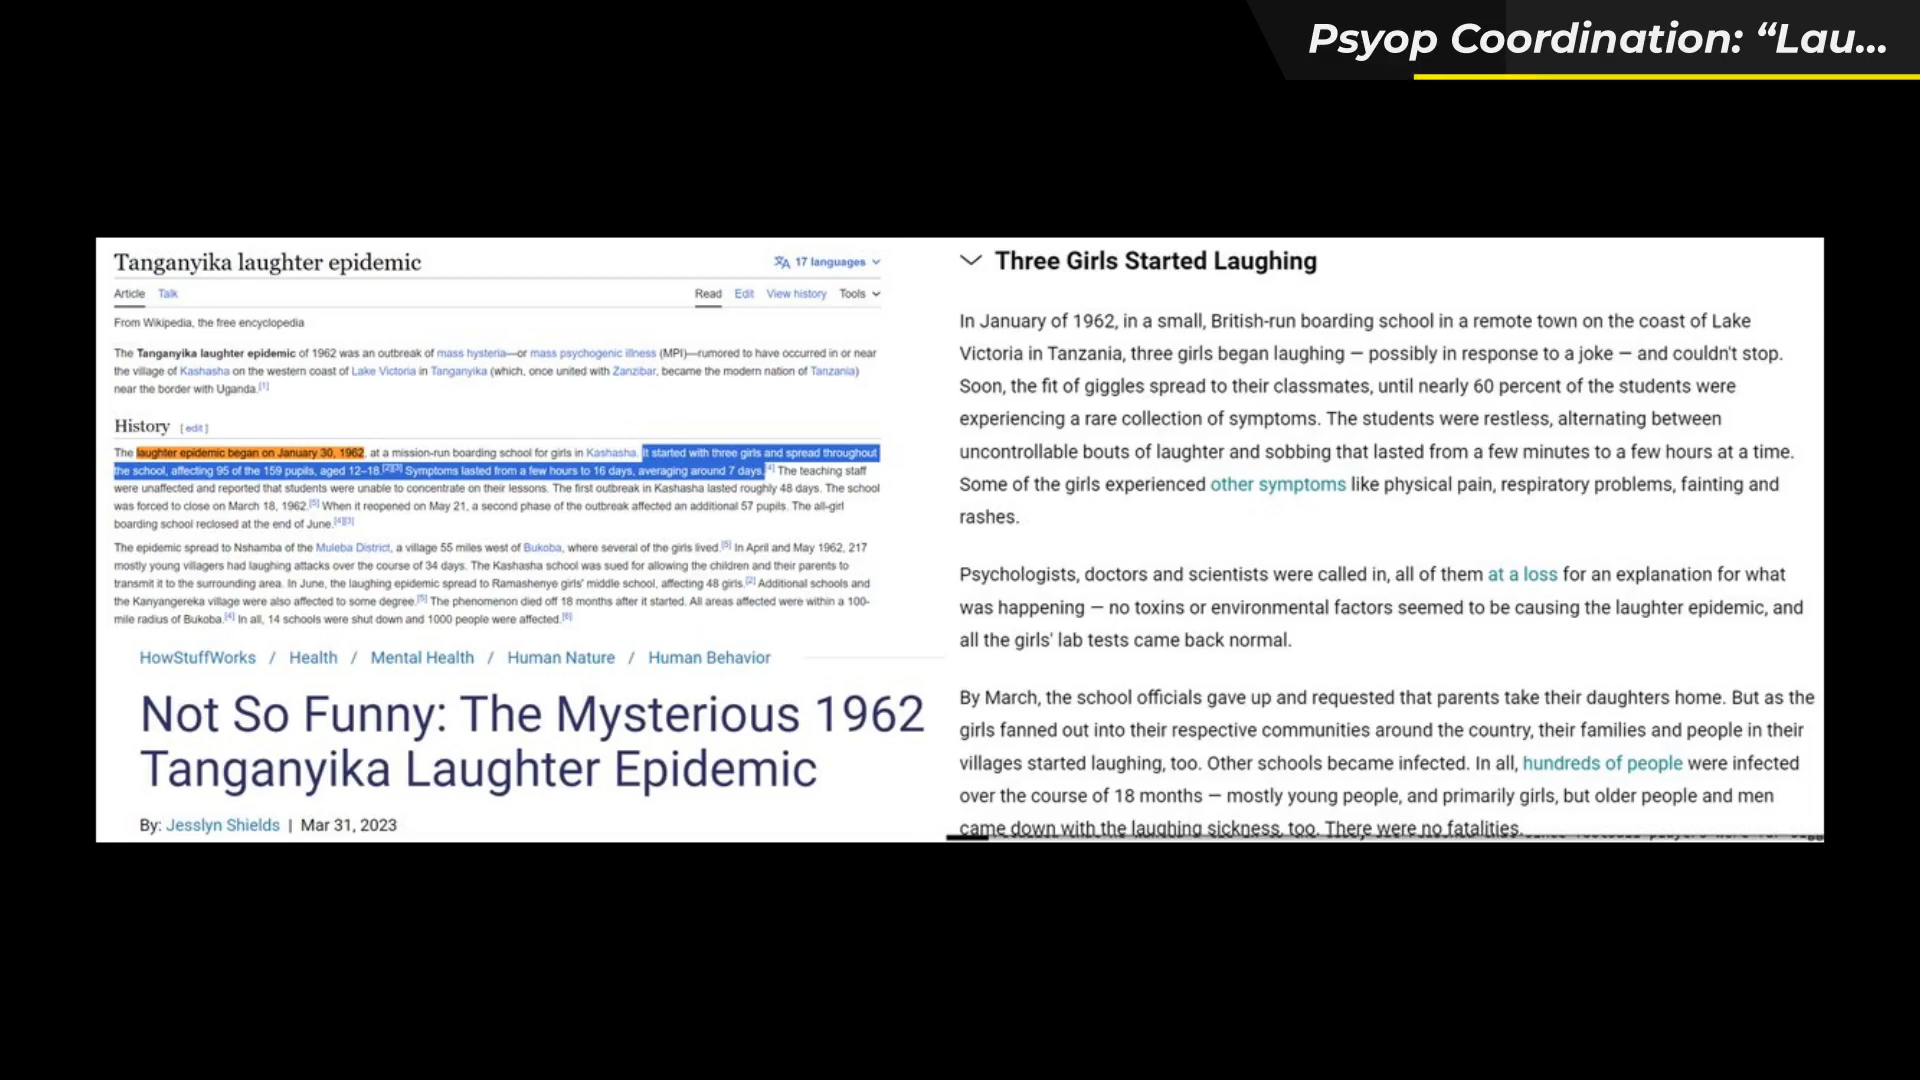 Psyop Coordination: “Lau...
Tanganyika laughter epidemic
17 languages
Article Talk Read Edit View history Tools
From Wikipedia, the free encyclopedia
The Tanganyika laughter epidemic of 1962 was an outbreak of mass hysteria—or mass psychogenic illness (MPI)—rumored to have occurred in or near
the village of Kashasha on the western coast of Lake Victoria in Tanganyika (which, once united with Zanzibar, became the modern nation of Tanzania)
near the border with Uganda.[1]
History [ edit ]
The laughter epidemic began on January 30, 1962, at a mission-run boarding school for girls in Kashasha. It started with three girls and spread throughout
the school, affecting 95 of the 159 pupils, aged 12–18.[2][3] Symptoms lasted from a few hours to 16 days, averaging around 7 days.[4] The teaching staff
were unaffected and reported that students were unable to concentrate on their lessons. The first outbreak in Kashasha lasted roughly 48 days. The school
was forced to close on March 18, 1962.[5] When it reopened on May 21, a second phase of the outbreak affected an additional 57 pupils. The all-girl
boarding school reclosed at the end of June.[4][3]
The epidemic spread to Nshamba of the Muleba District, a village 55 miles west of Bukoba, where several of the girls lived.[5] In April and May 1962, 217
mostly young villagers had laughing attacks over the course of 34 days. The Kashasha school was sued for allowing the children and their parents to
transmit it to the surrounding area. In June, the laughing epidemic spread to Ramashenye girls' middle school, affecting 48 girls.[2] Additional schools and
the Kanyangereka village were also affected to some degree.[5] The phenomenon died off 18 months after it started. All areas affected were within a 100-
mile radius of Bukoba.[4] In all, 14 schools were shut down and 1000 people were affected.[6]
HowStuffWorks / Health / Mental Health / Human Nature / Human Behavior
Not So Funny: The Mysterious 1962
Tanganyika Laughter Epidemic
By: Jesslyn Shields | Mar 31, 2023
Three Girls Started Laughing
In January of 1962, in a small, British-run boarding school in a remote town on the coast of Lake
Victoria in Tanzania, three girls began laughing — possibly in response to a joke — and couldn't stop.
Soon, the fit of giggles spread to their classmates, until nearly 60 percent of the students were
experiencing a rare collection of symptoms. The students were restless, alternating between
uncontrollable bouts of laughter and sobbing that lasted from a few minutes to a few hours at a time.
Some of the girls experienced other symptoms like physical pain, respiratory problems, fainting and
rashes.
Psychologists, doctors and scientists were called in, all of them at a loss for an explanation for what
was happening — no toxins or environmental factors seemed to be causing the laughter epidemic, and
all the girls' lab tests came back normal.
By March, the school officials gave up and requested that parents take their daughters home. But as the
girls fanned out into their respective communities around the country, their families and people in their
villages started laughing, too. Other schools became infected. In all, hundreds of people were infected
over the course of 18 months — mostly young people, and primarily girls, but older people and men
came down with the laughing sickness, too. There were no fatalities.